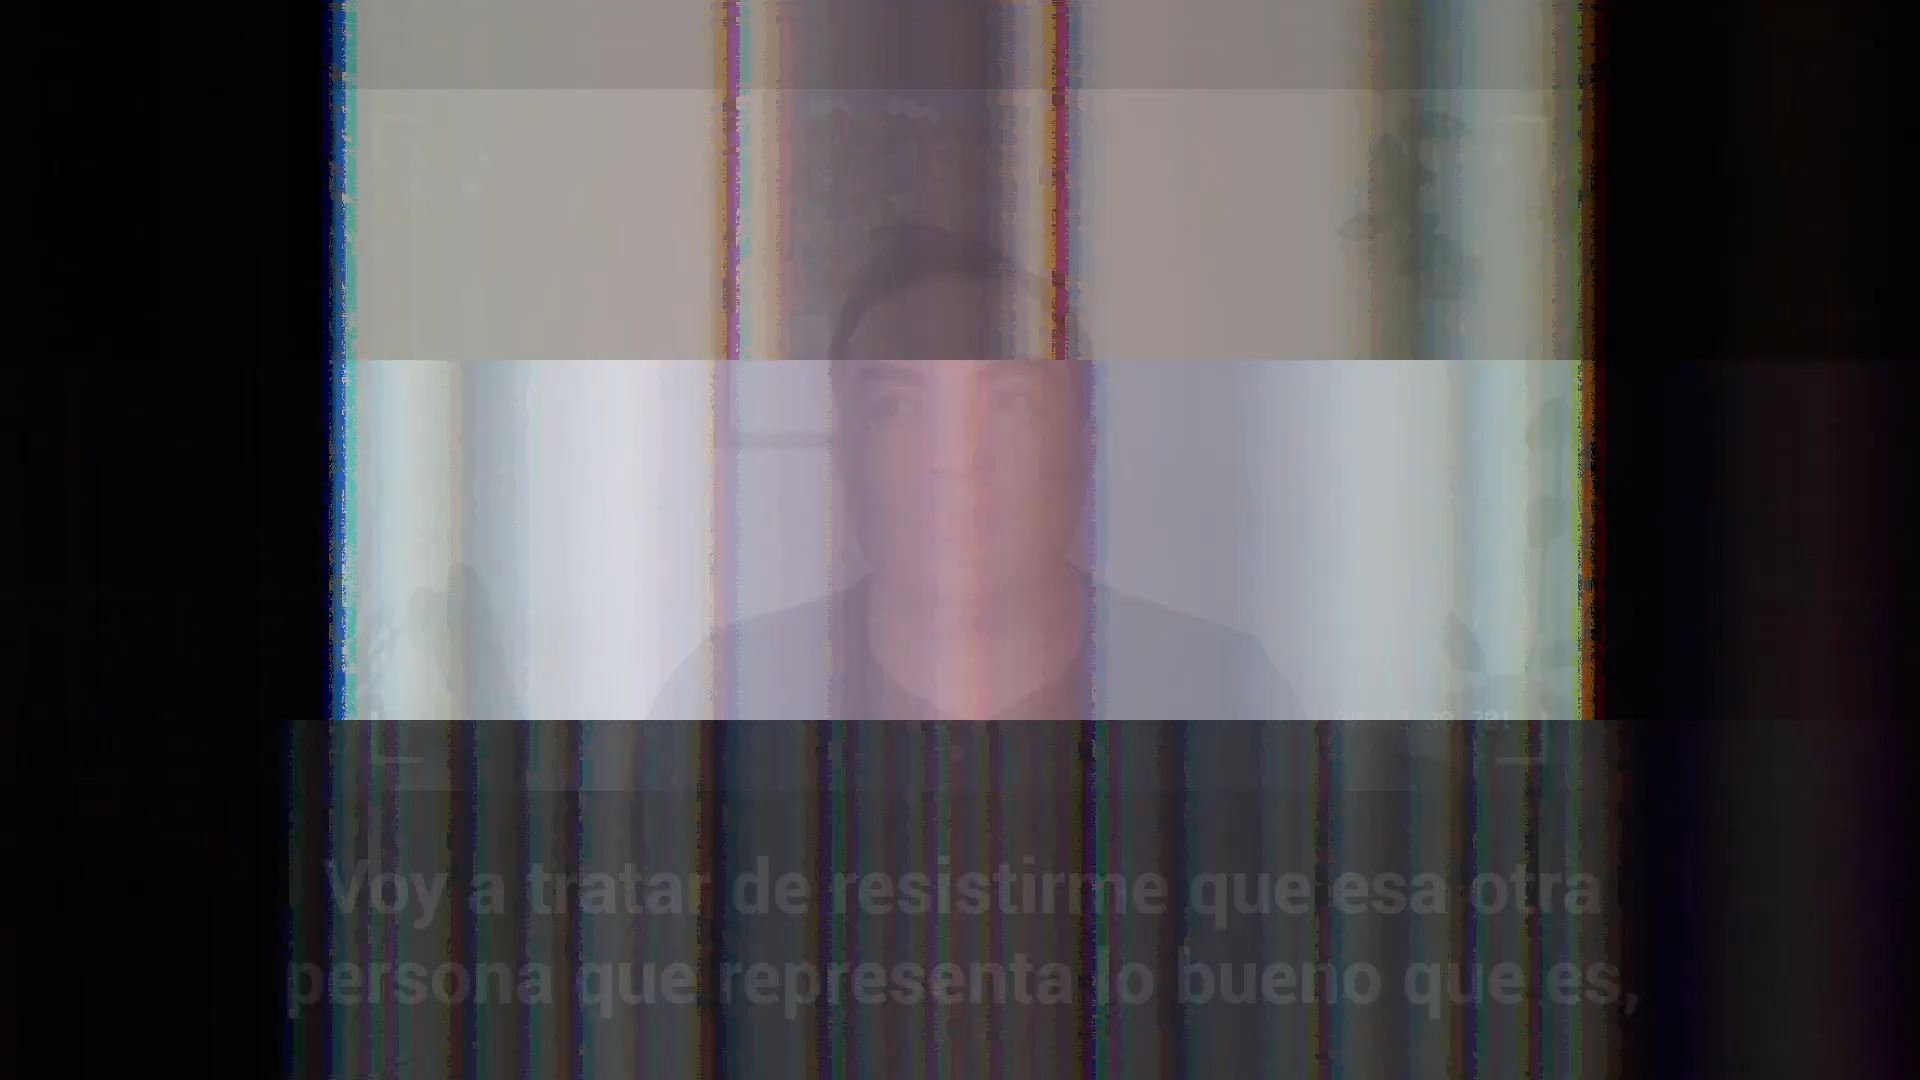 Voy a tratar de resistirme que esa otra
persona que representa lo bueno que es,